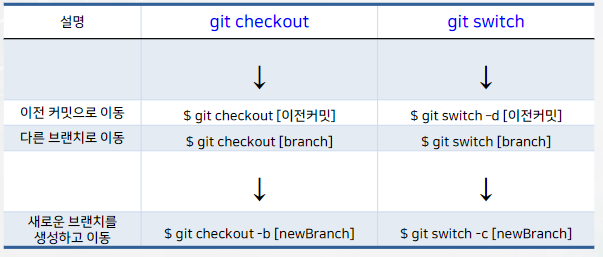 설명 git checkout git switch
↓ ↓
이전 커밋으로 이동 $ git checkout [이전커밋] $ git switch -d [이전커밋]
다른 브랜치로 이동 $ git checkout [branch] $ git switch [branch]
↓ ↓
새로운 브랜치를
생성하고 이동 $ git checkout -b [newBranch] $ git switch -c [newBranch]